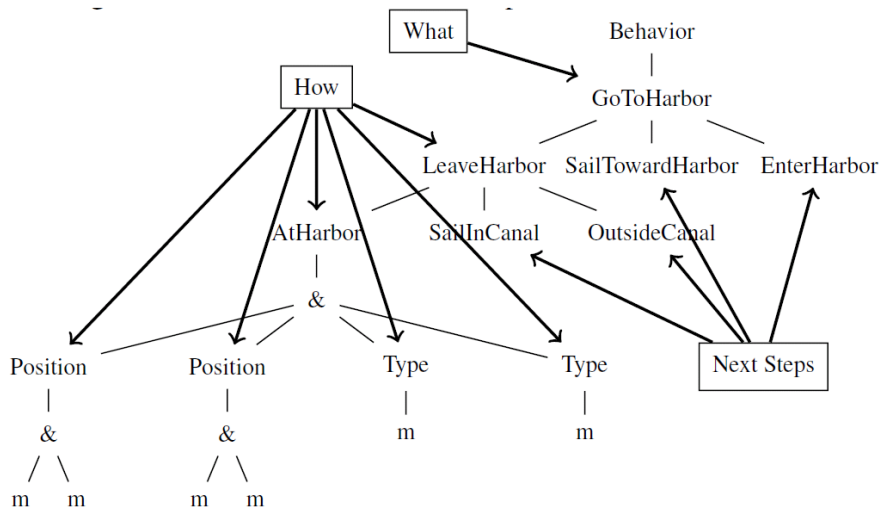 What Behavior
How
GoToHarbor
LeaveHarbor SailTowardHarbor EnterHarbor
AtHarbor SailInCanal OutsideCanal
&
Position Position Type Type Next Steps
& & m m
m m m m